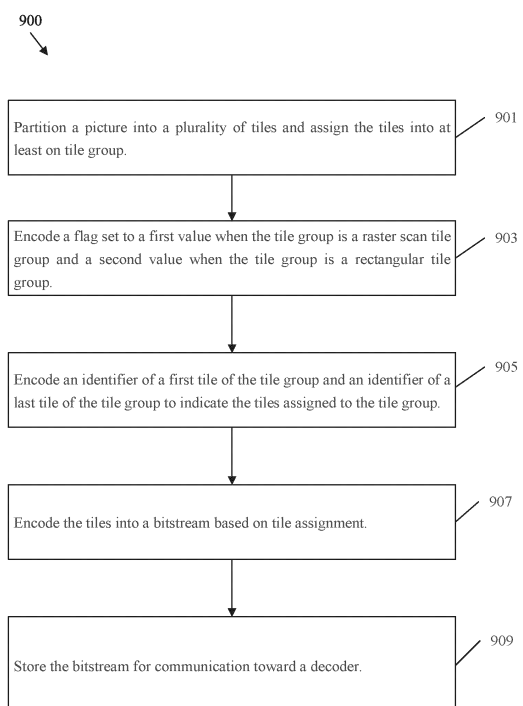 900
Partition a picture into a plurality of tiles and assign the tiles into at
least on tile group.
901
Encode a flag set to a first value when the tile group is a raster scan tile
group and a second value when the tile group is a rectangular tile
group.
903
Encode an identifier of a first tile of the tile group and an identifier of a
last tile of the tile group to indicate the tiles assigned to the tile group.
905
Encode the tiles into a bitstream based on tile assignment.
907
Store the bitstream for communication toward a decoder.
909